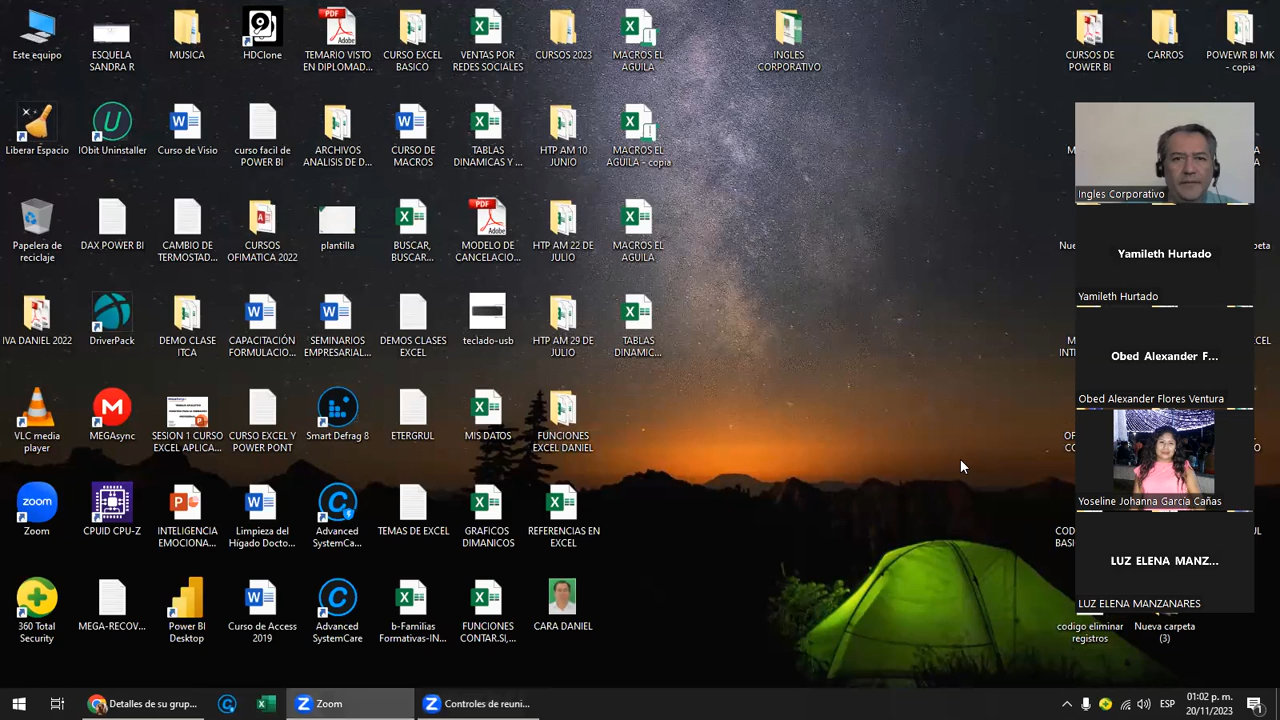 Este equipo
ESCUELA
SANDRA R
MUSICA
HDClone
TEMARIO VISTO
EN DIPLOMAD...
CURSO EXCEL
BASICO
VENTAS POR
REDES SOCIALES
CURSOS 2023
MACROS EL
AGUILA
INGLES
CORPORATIVO
CURSOS DE
POWER BI
CARROS
POWEWR BI MK
- copia
Liberar Espacio
IObit Uninstaller
Curso de Visio
curso facil de
POWER BI
ARCHIVOS
ANALISIS DE D...
CURSO DE
MACROS
TABLAS
DINAMICAS Y ...
HTP AM 10
JUNIO
MACROS EL
AGUILA - copia
Ingles Corporativo
Papelera de
reciclaje
DAX POWER BI
CAMBIO DE
TERMOSTAD...
CURSOS
OFIMATICA 2022
plantilla
BUSCAR,
BUSCAR...
MODELO DE
CANCELACIO...
HTP AM 22 DE
JULIO
MACROS EL
AGUILA
Yamileth Hurtado
Yamileth Hurtado
IVA DANIEL 2022
DriverPack
DEMO CLASE
ITCA
CAPACITACIÓN
FORMULACIO...
SEMINARIOS
EMPRESARIAL...
DEMOS CLASES
EXCEL
teclado-usb
HTP AM 29 DE
JULIO
TABLAS
DINAMIC...
Obed Alexander F...
Obed Alexander Flores Ventura
VLC media
player
MEGAsync
SESION 1 CURSO
EXCEL APLICA...
CURSO EXCEL Y
POWER PONT
Smart Defrag 8
ETERGRUL
MIS DATOS
FUNCIONES
EXCEL DANIEL
Yoseline Johanna García Cañas
zoom
Zoom
CPUID CPU-Z
INTELIGENCIA
EMOCIONA...
Limpieza del
Hígado Docto...
Advanced
SystemCa...
TEMAS DE EXCEL
GRAFICOS
DIMANICOS
REFERENCIAS EN
EXCEL
LUZ ELENA MANZ...
LUZ ELENA MANZANARES
360 Total
Security
MEGA-RECOV...
Power BI
Desktop
Curso de Access
2019
Advanced
SystemCare
b-Familias
Formativas-IN...
FUNCIONES
CONTAR.SI,...
CARA DANIEL
codigo eliminar
registros
Nueva carpeta
(3)
Detalles de su grup...
Zoom
Controles de reuni...
ESP
01:02 p. m.
20/11/2023